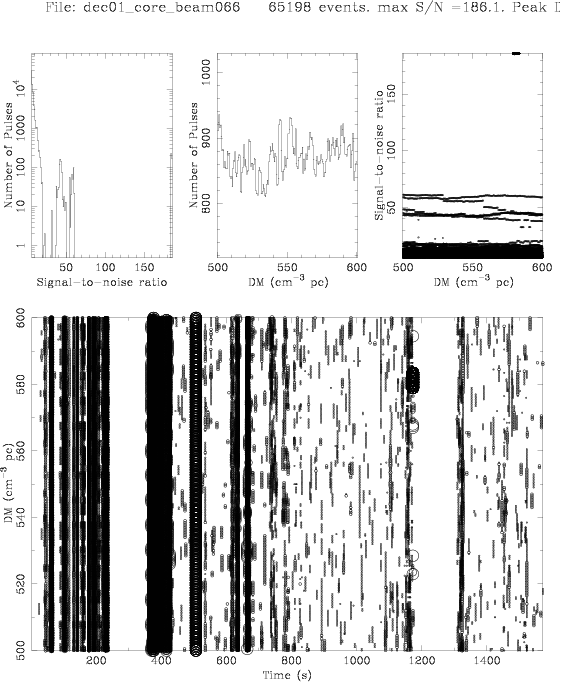 File: dec01_core_beam066 65198 events. max S/N =186.1. Peak
Number of Pulses
1 10 100 1000 10⁴
50 100 150
Signal-to-noise ratio
Number of Pulses
800 900 1000
500 550 600
DM (cm⁻³ pc)
Signal-to-noise ratio
50 100 150
500 550 600
DM (cm⁻³ pc)
DM (cm⁻³ pc)
500 520 540 560 580 600
200 400 600 800 1000 1200 1400
Time (s)